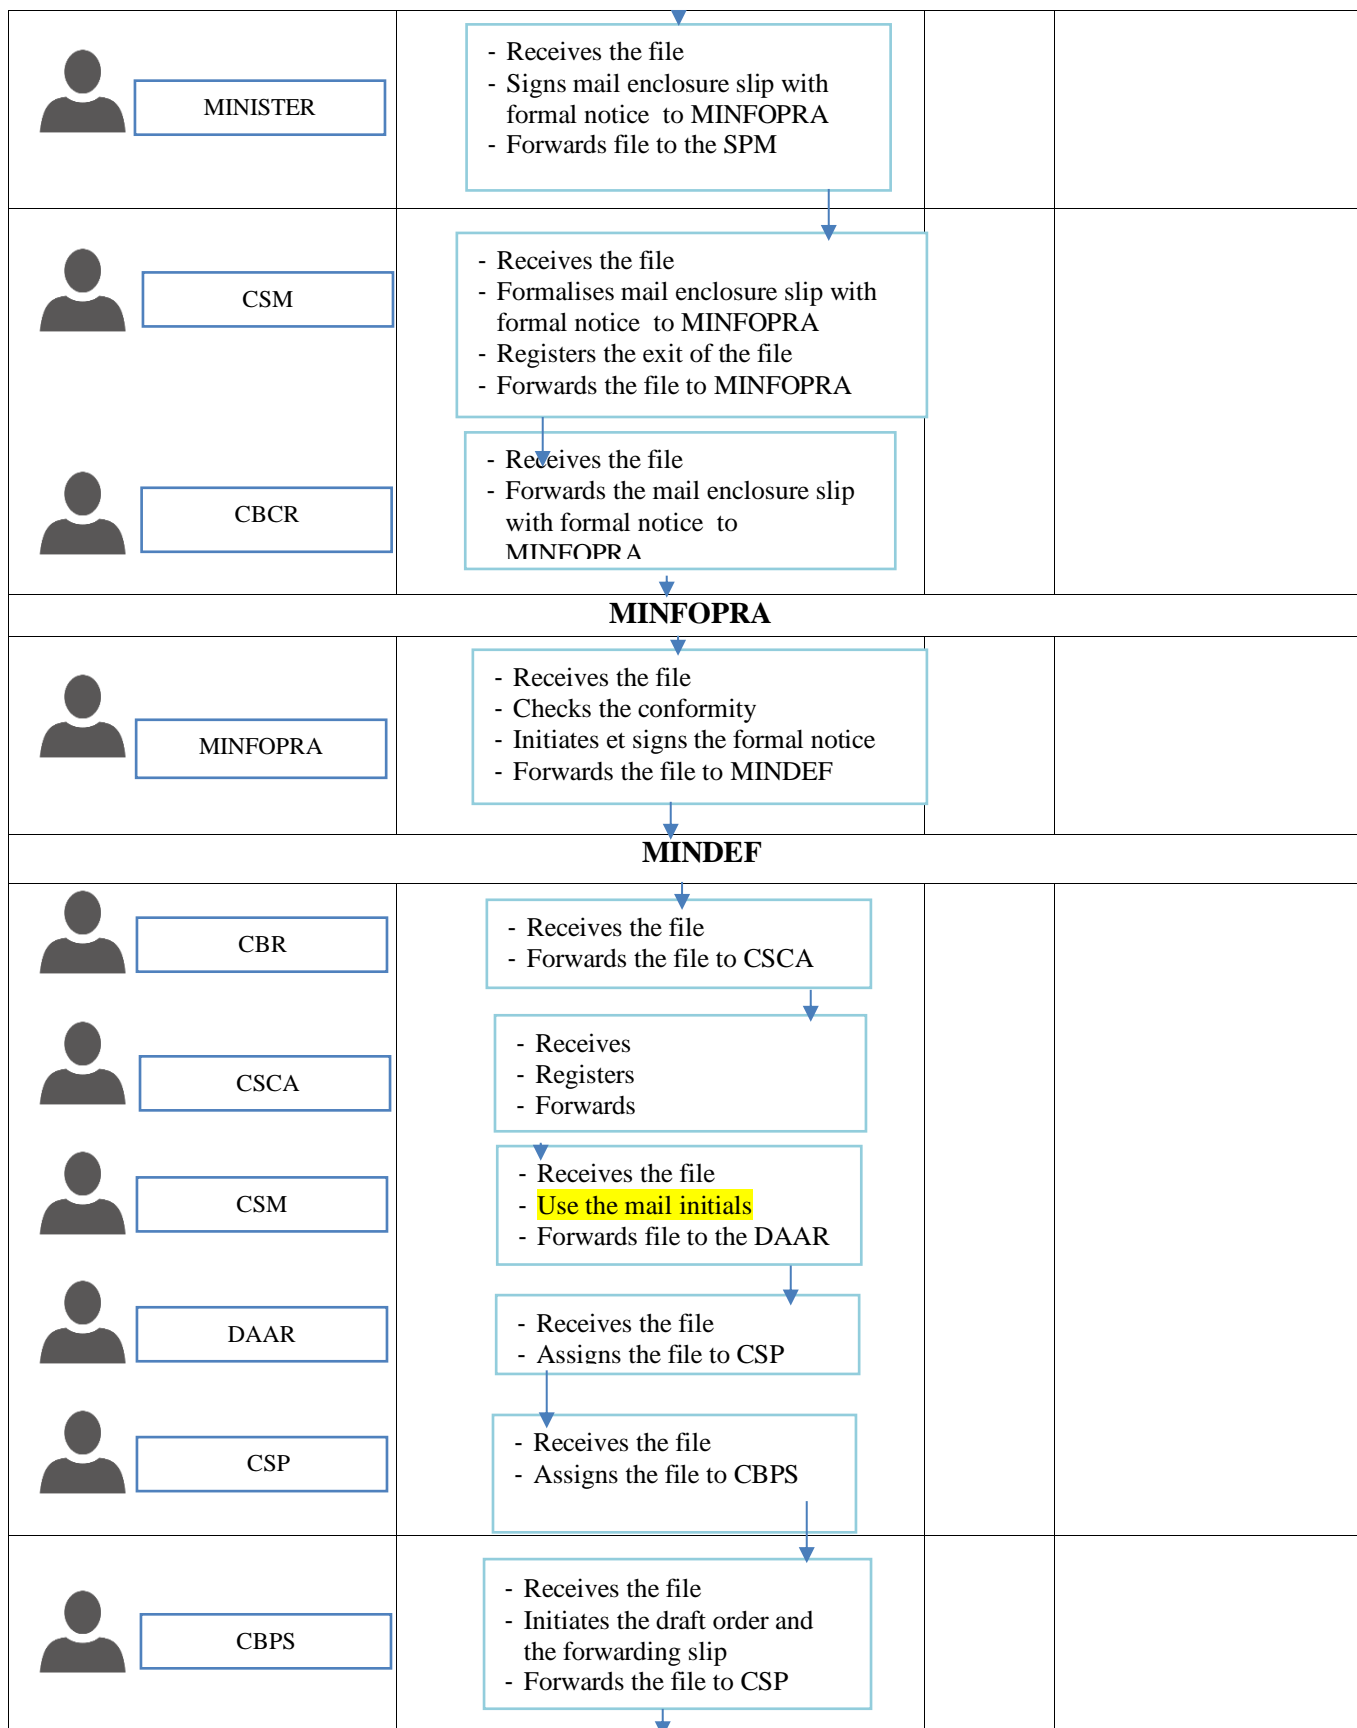 MINISTER
- Receives the file
- Signs mail enclosure slip with
formal notice to MINFOPRA
- Forwards file to the SPM
CSM
- Receives the file
- Formalises mail enclosure slip with
formal notice to MINFOPRA
- Registers the exit of the file
- Forwards the file to MINFOPRA
CBCR
- Receives the file
- Forwards the mail enclosure slip
with formal notice to
MINFOPRA
MINFOPRA
MINFOPRA
- Receives the file
- Checks the conformity
- Initiates et signs the formal notice
- Forwards the file to MINDEF
MINDEF
CBR
- Receives the file
- Forwards the file to CSCA
CSCA
- Receives
- Registers
- Forwards
CSM
- Receives the file
- Use the mail initials
- Forwards file to the DAAR
DAAR
- Receives the file
- Assigns the file to CSP
CSP
- Receives the file
- Assigns the file to CBPS
CBPS
- Receives the file
- Initiates the draft order and
the forwarding slip
- Forwards the file to CSP